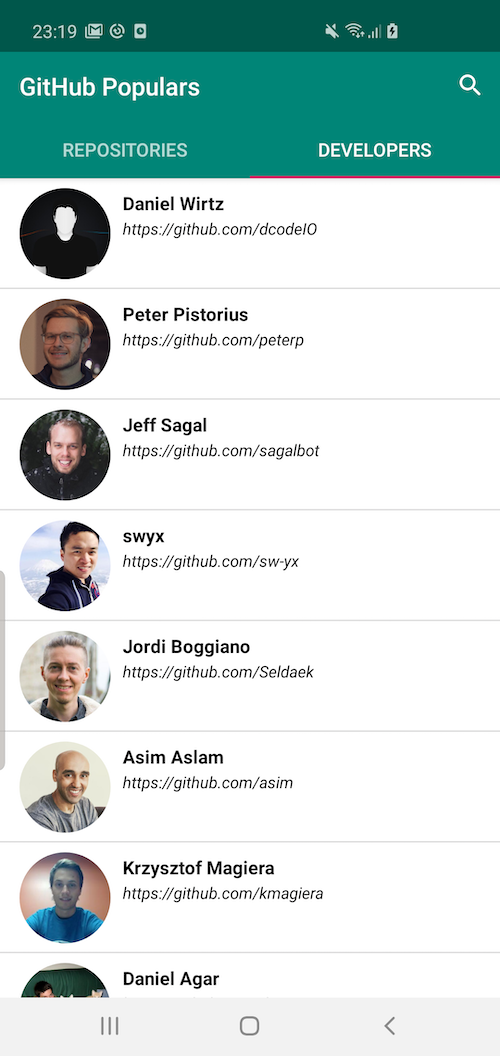 23:19
GitHub Populars
REPOSITORIES
DEVELOPERS
Daniel Wirtz
https://github.com/dcodeIO
Peter Pistorius
https://github.com/peterp
Jeff Sagal
https://github.com/sagalbot
swyx
https://github.com/sw-yx
Jordi Boggiano
https://github.com/Seldaek
Asim Aslam
https://github.com/asim
Krzysztof Magiera
https://github.com/kmagiera
Daniel Agar